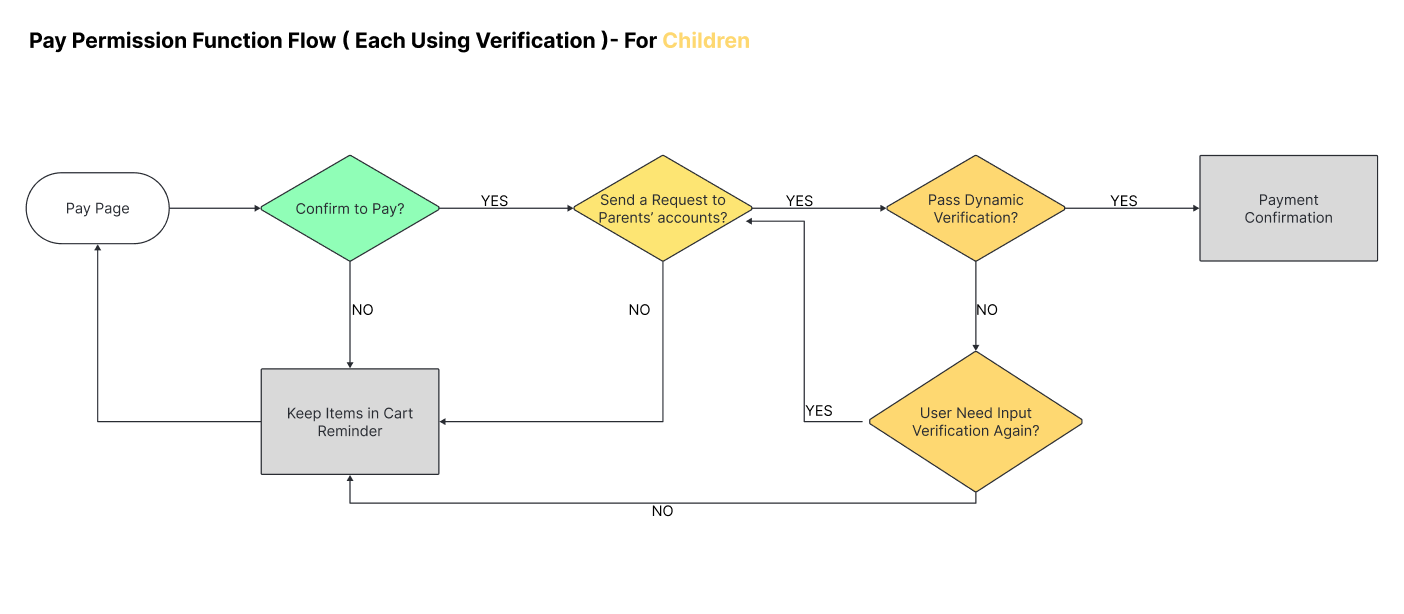 Pay Permission Function Flow ( Each Using Verification )- For Children
Pay Page
Confirm to Pay?
YES
Send a Request to
Parents’ accounts?
YES
Pass Dynamic
Verification?
YES
Payment
Confirmation
NO
NO
NO
Keep Items in Cart
Reminder
YES
User Need Input
Verification Again?
NO